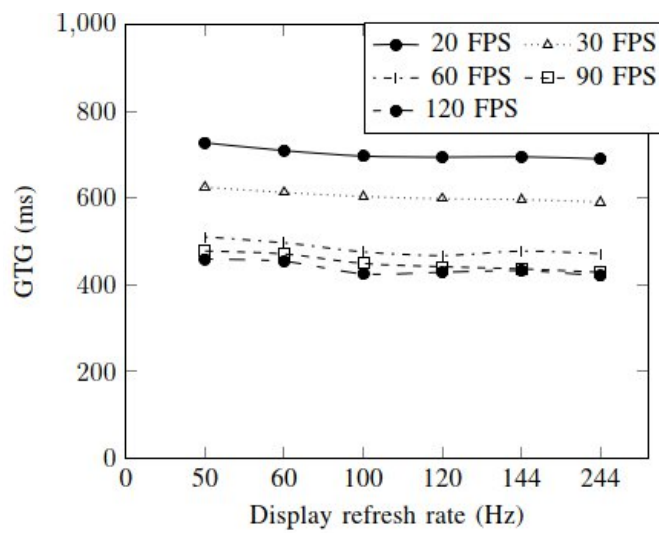 1,000
800
600
400
200
0
GTG (ms)
20 FPS 30 FPS
60 FPS 90 FPS
120 FPS
0 50 60 100 120 144 244
Display refresh rate (Hz)